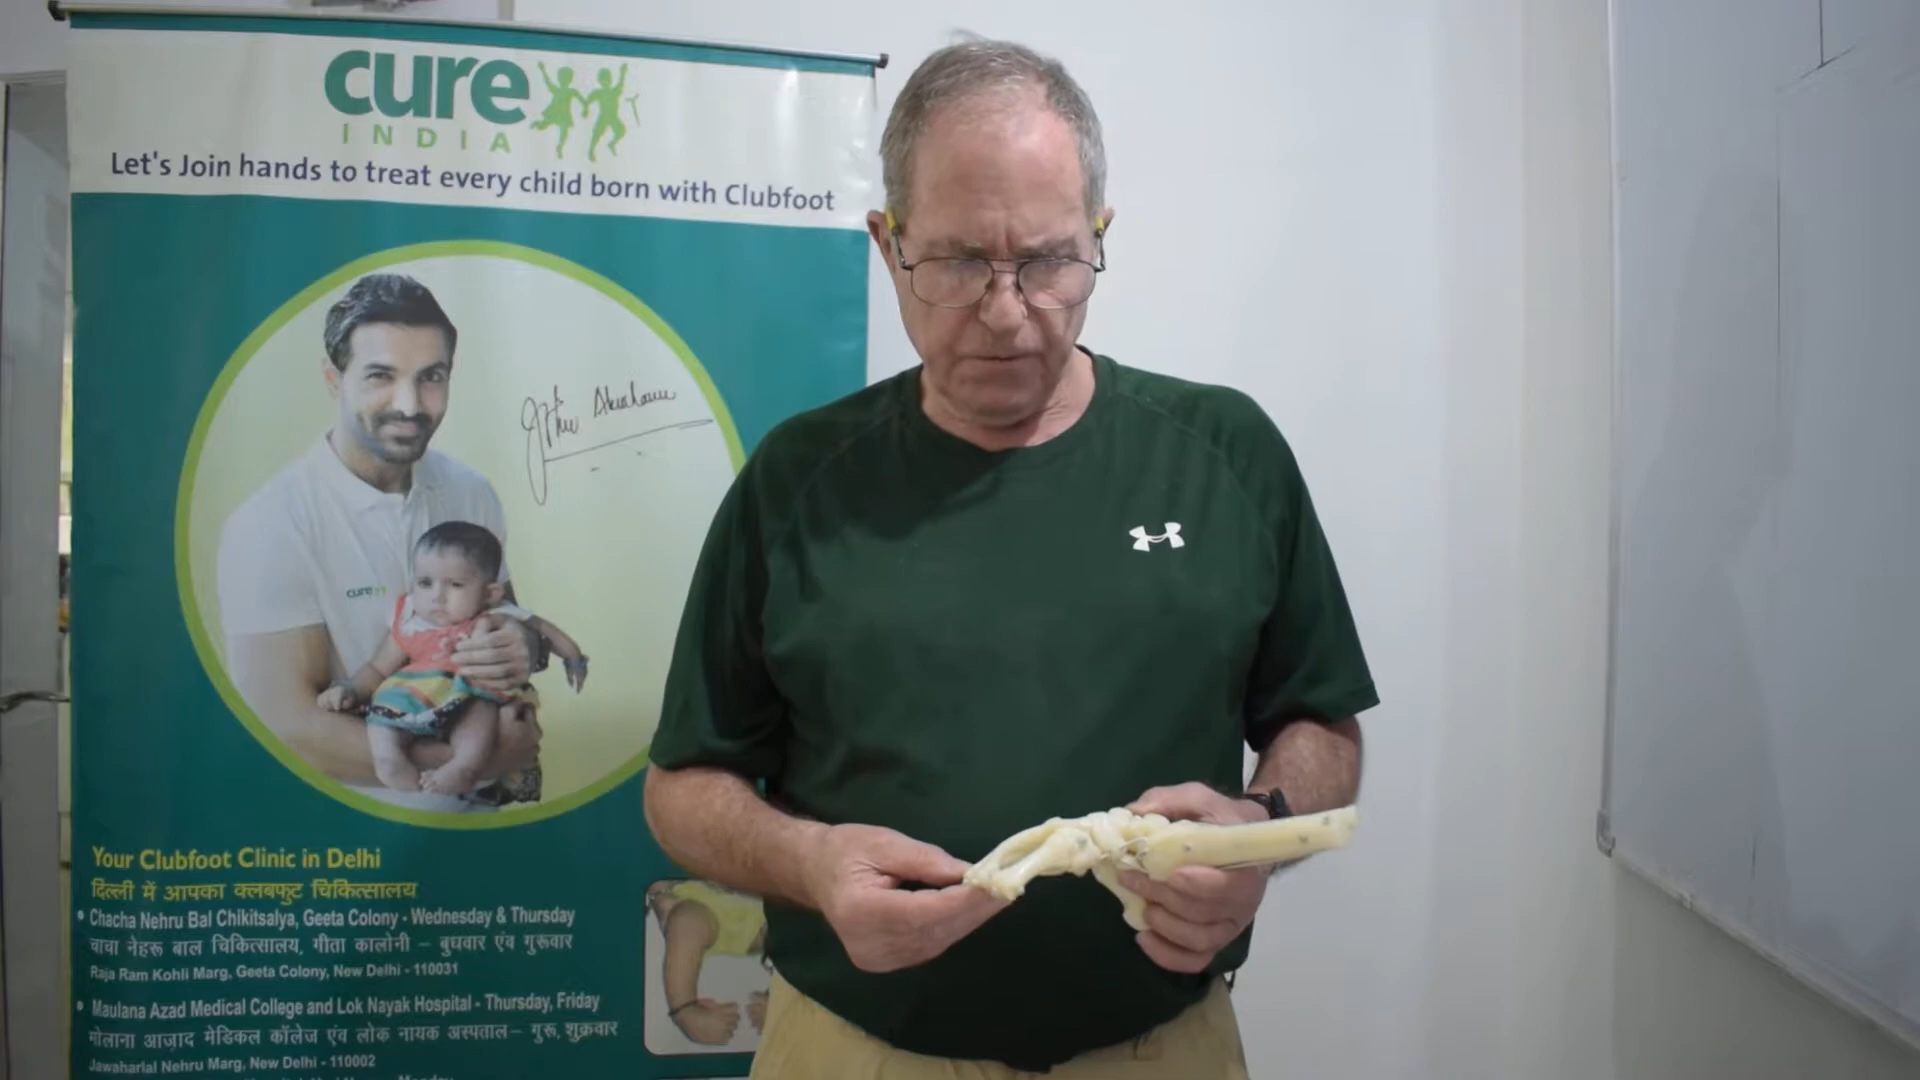 cure
INDIA
Let's Join hands to treat every child born with Clubfoot
John Abraham
cure
Your Clubfoot Clinic in Delhi
दिल्ली में आपका क्लबफुट चिकित्सालय
• Chacha Nehru Bal Chikitsalya, Geeta Colony - Wednesday & Thursday
चाचा नेहरू बाल चिकित्सालय, गीता कालोनी – बुधवार एंव गुरूवार
Raja Ram Kohli Marg, Geeta Colony, New Delhi - 110031
• Maulana Azad Medical College and Lok Nayak Hospital - Thursday, Friday
मोलाना आज़ाद मेडिकल कॉलेज एंव लोक नायक अस्पताल– गुरू, शुक्रवार
Jawaharlal Nehru Marg, New Delhi - 110002